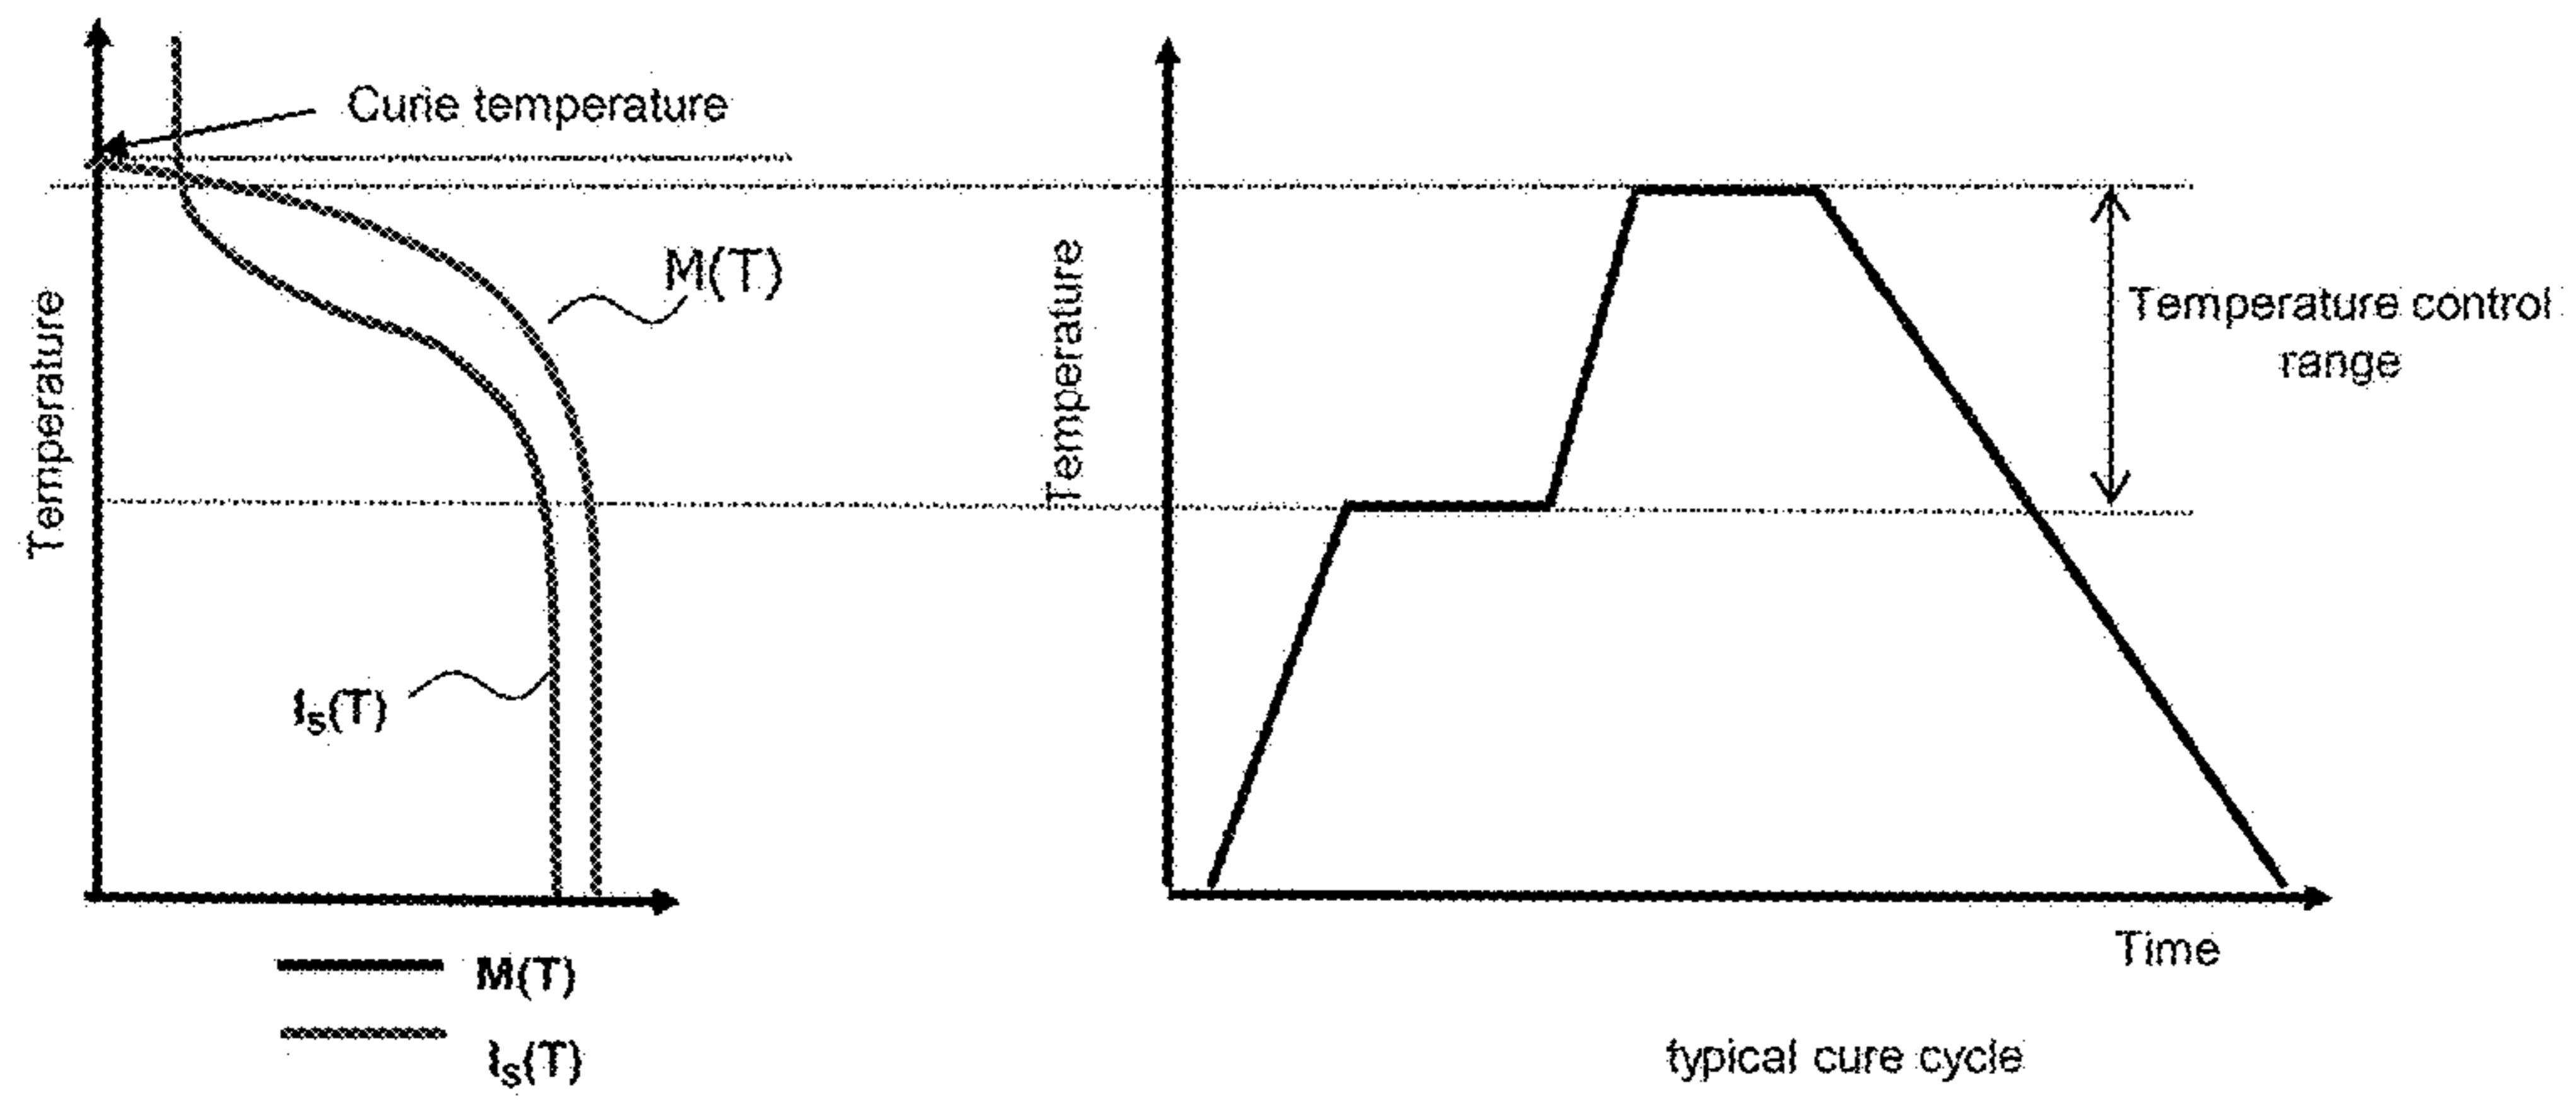 Curie temperature
M(T)
Temperature
Temperature
Temperature control
range
Is(T)
M(T)
Is(T)
Time
typical cure cycle